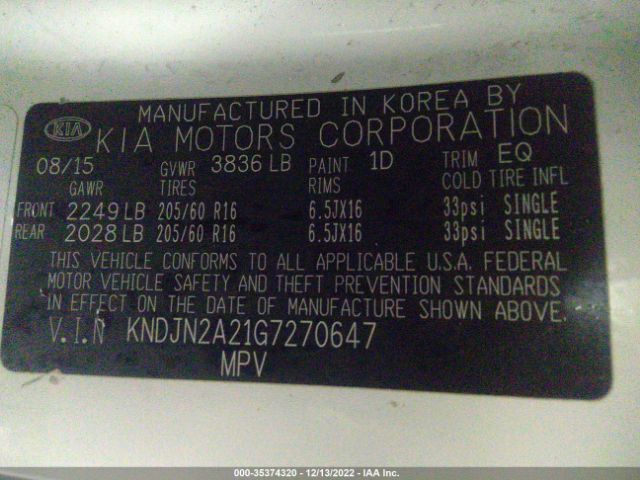 MANUFACTURED IN KOREA BY
KIA KIA MOTORS CORPORATION
08/15 GVWR 3836 LB PAINT 1D TRIM EQ
GAWR TIRES RIMS COLD TIRE INFL
FRONT 2249 LB 205/60 R16 6.5JX16 33psi SINGLE
REAR 2028 LB 205/60 R16 6.5JX16 33psi SINGLE
THIS VEHICLE CONFORMS TO ALL APPLICABLE U.S.A. FEDERAL
MOTOR VEHICLE SAFETY AND THEFT PREVENTION STANDARDS
IN EFFECT ON THE DATE OF MANUFACTURE SHOWN ABOVE.
V.I.N KNDJN2A21G7270647
MPV
000-35374320 - 12/13/2022 - IAA Inc.